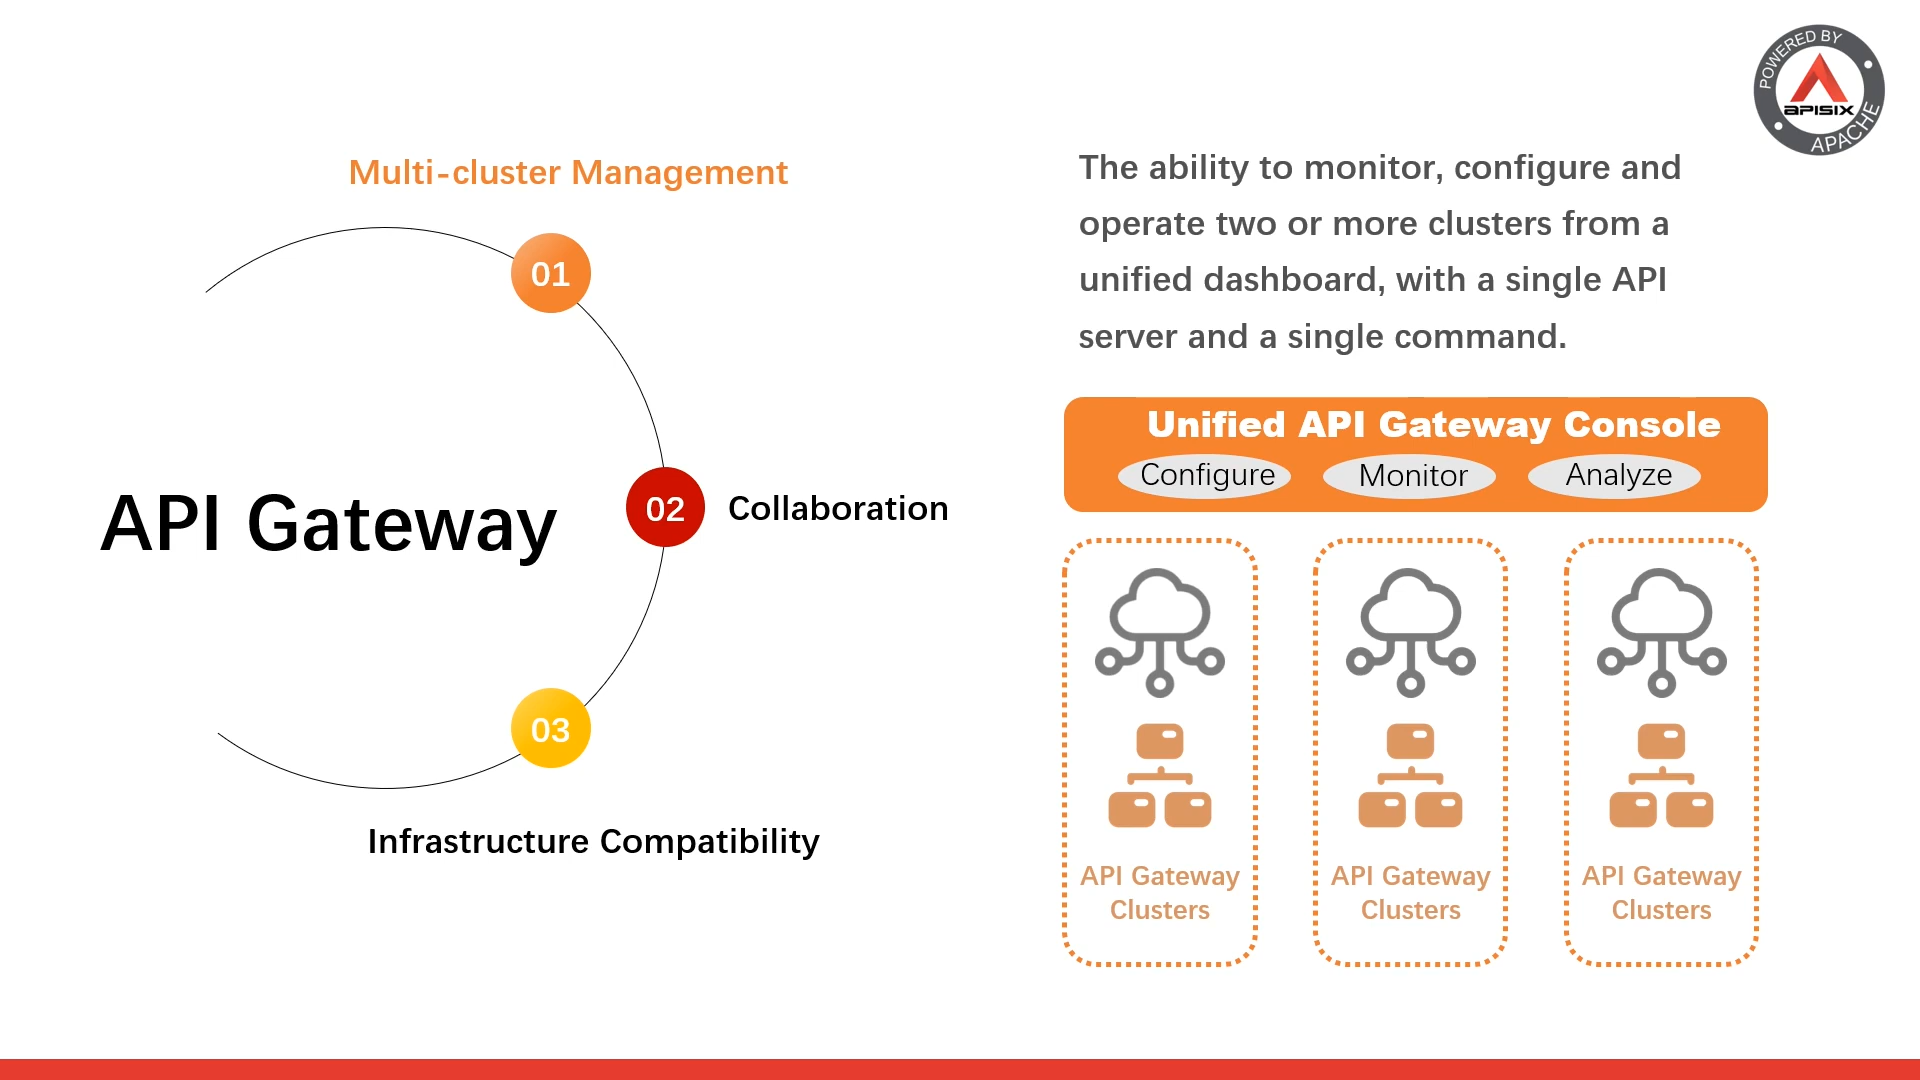 POWERED BY
APISIX
APACHE
Multi-cluster Management
01
API Gateway
02
Collaboration
03
Infrastructure Compatibility
The ability to monitor, configure and
operate two or more clusters from a
unified dashboard, with a single API
server and a single command.
Unified API Gateway Console
Configure
Monitor
Analyze
API Gateway
Clusters
API Gateway
Clusters
API Gateway
Clusters